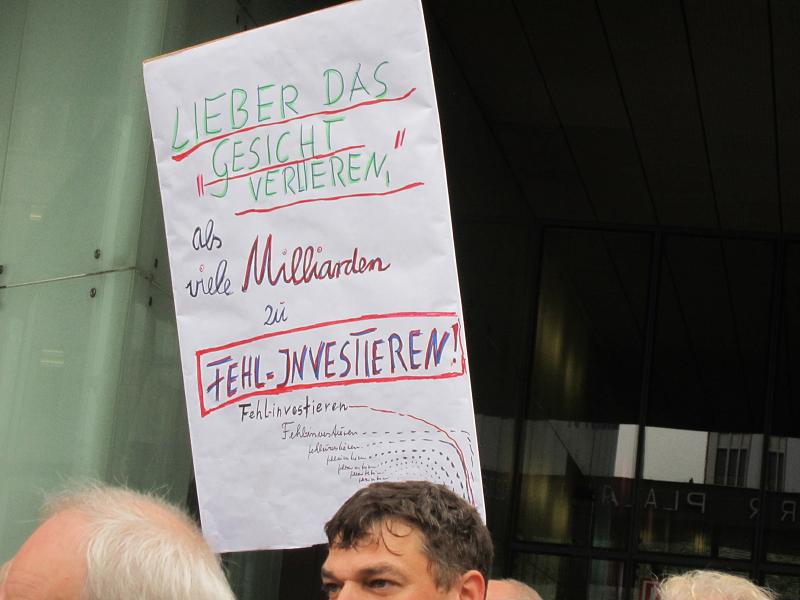 LIEBER DAS
GESICHT
"VERLIEREN,"
als
viele Milliarden
zu
FEHL-INVESTIEREN!
Fehlinvestieren
Fehlinvestieren